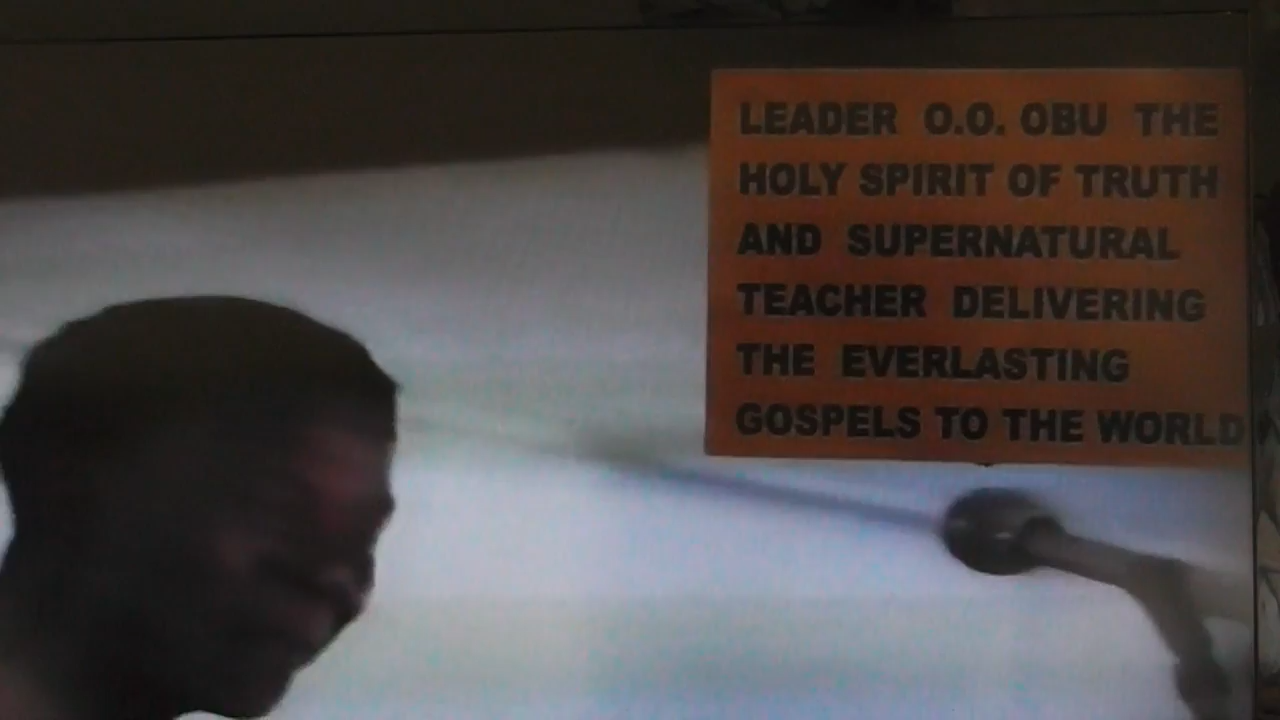 LEADER O.O. OBU THE
HOLY SPIRIT OF TRUTH
AND SUPERNATURAL
TEACHER DELIVERING
THE EVERLASTING
GOSPELS TO THE WORLD